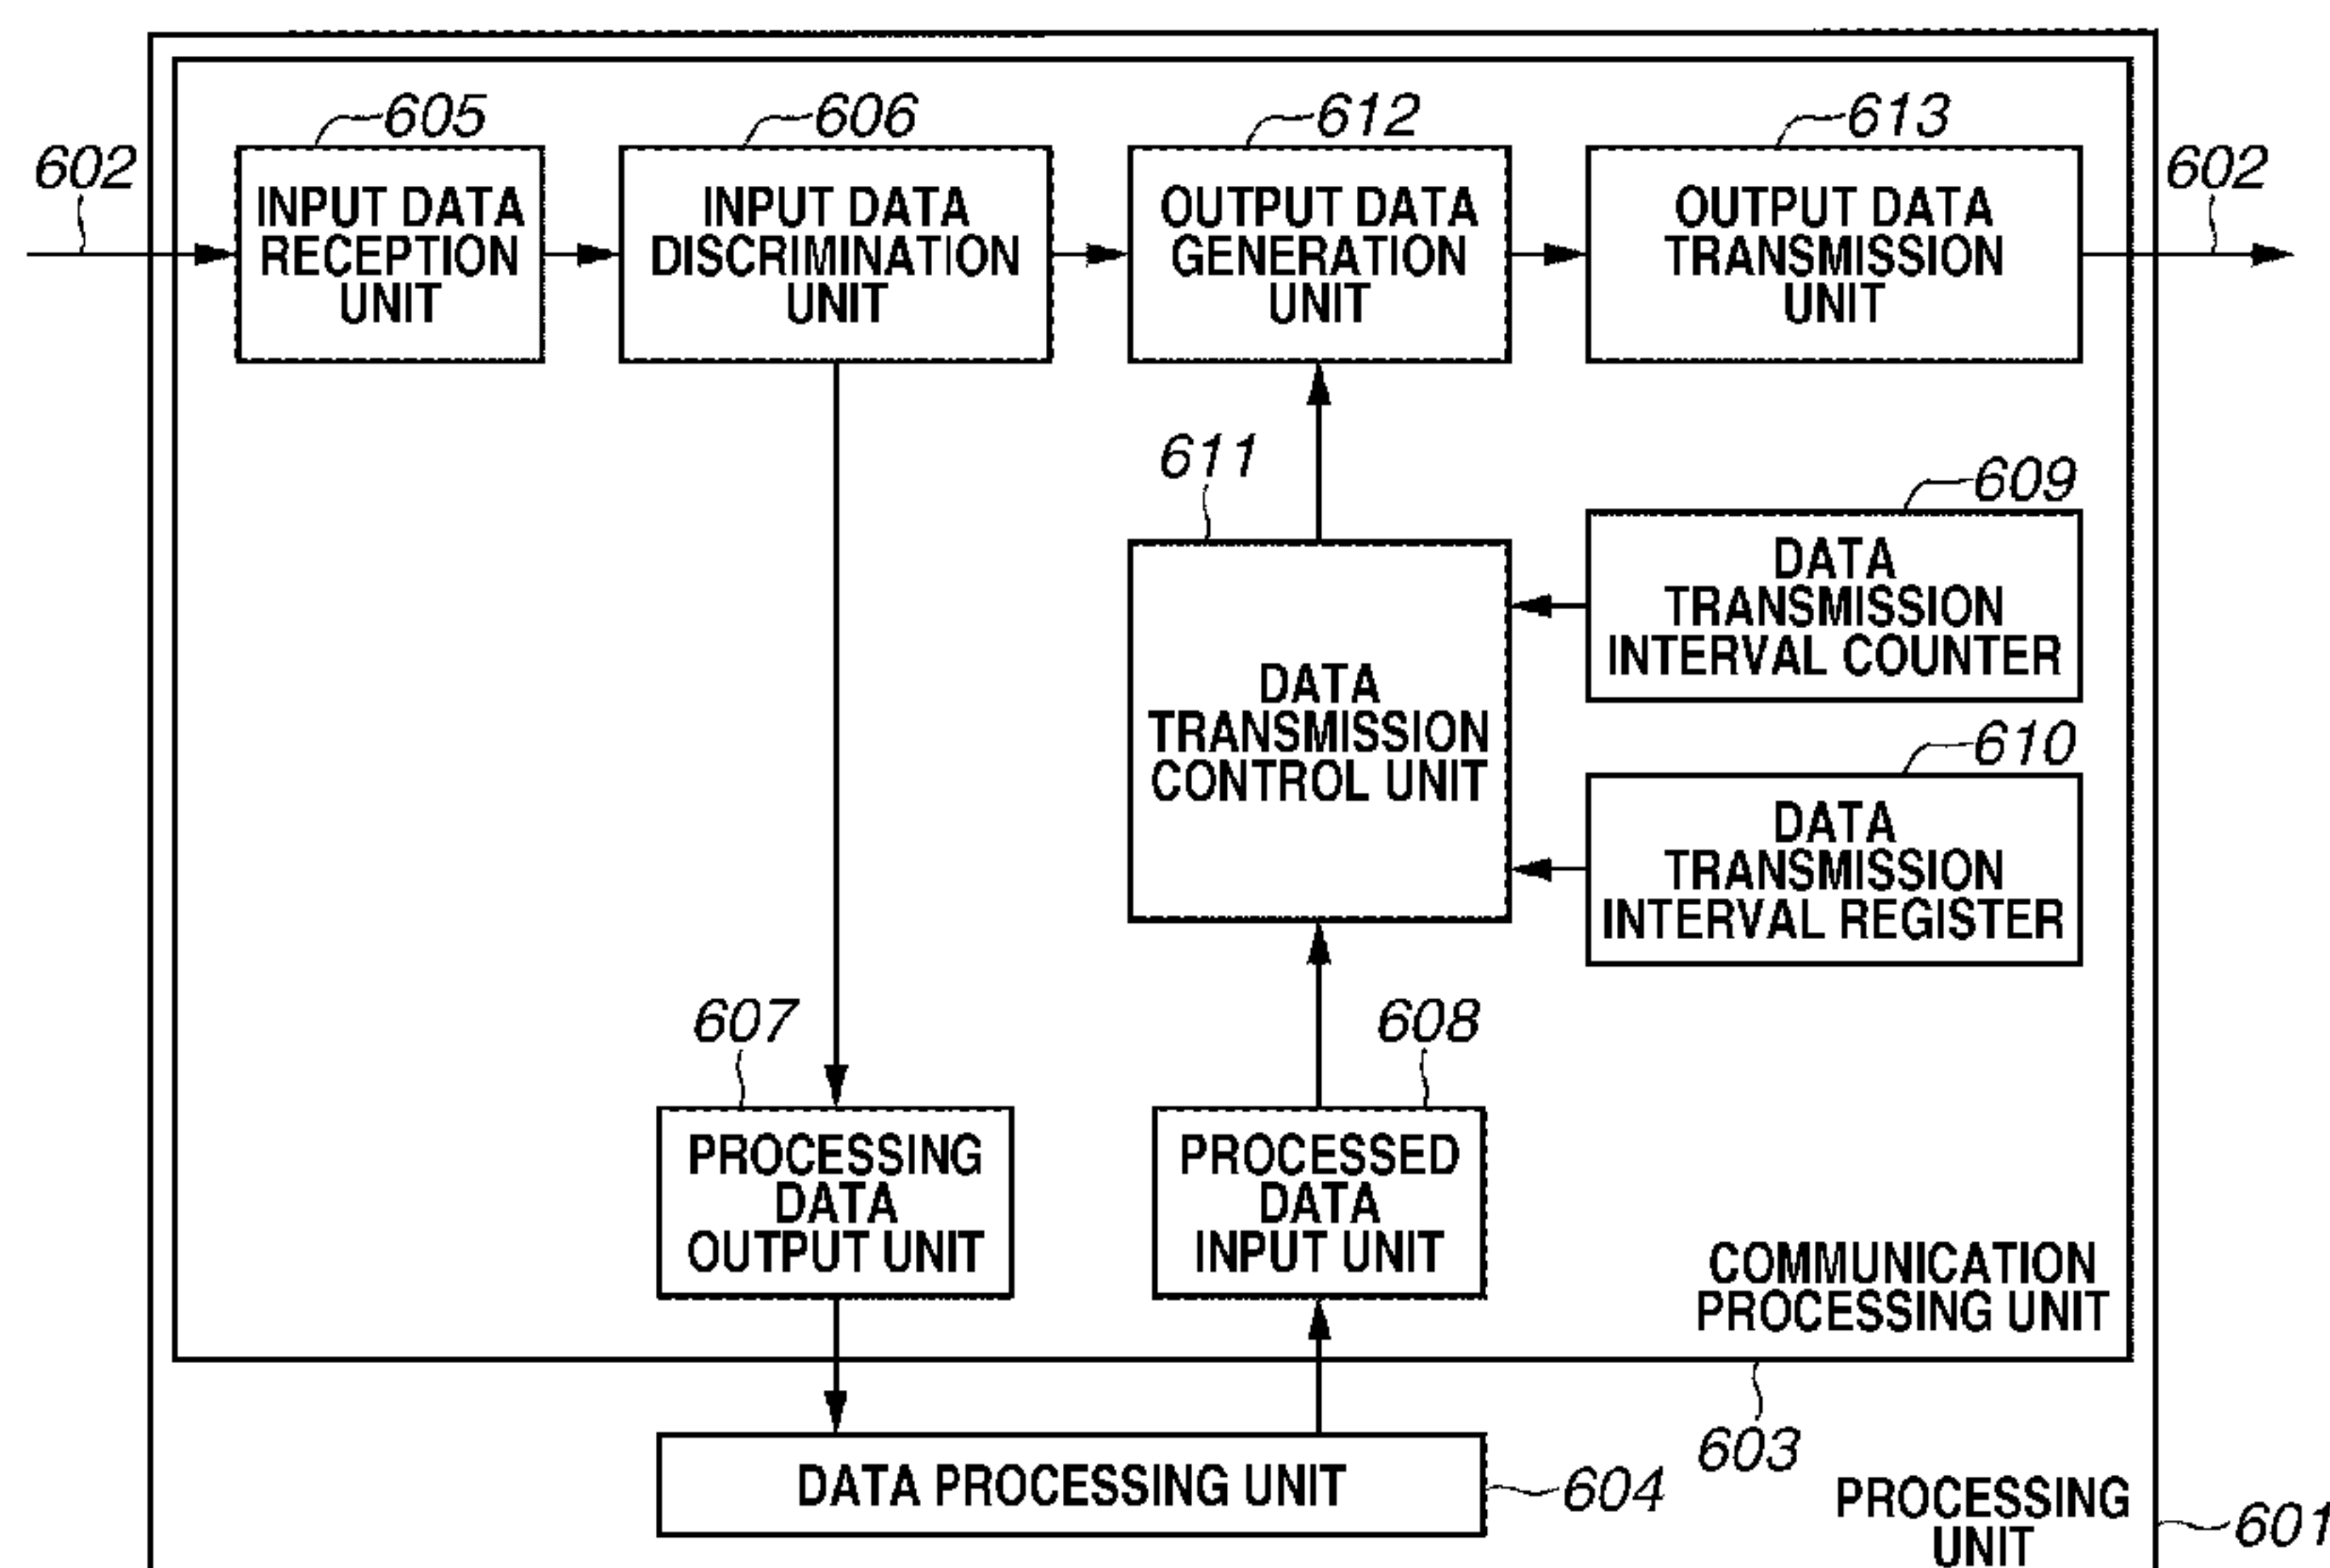 605
606
612
613
602
602
INPUT DATA
RECEPTION
UNIT
INPUT DATA
DISCRIMINATION
UNIT
OUTPUT DATA
GENERATION
UNIT
OUTPUT DATA
TRANSMISSION
UNIT
611
609
DATA
TRANSMISSION
INTERVAL COUNTER
DATA
TRANSMISSION
CONTROL UNIT
610
DATA
TRANSMISSION
INTERVAL REGISTER
607
608
PROCESSING
DATA
OUTPUT UNIT
PROCESSED
DATA
INPUT UNIT
COMMUNICATION
PROCESSING UNIT
603
DATA PROCESSING UNIT
604
PROCESSING
UNIT
601